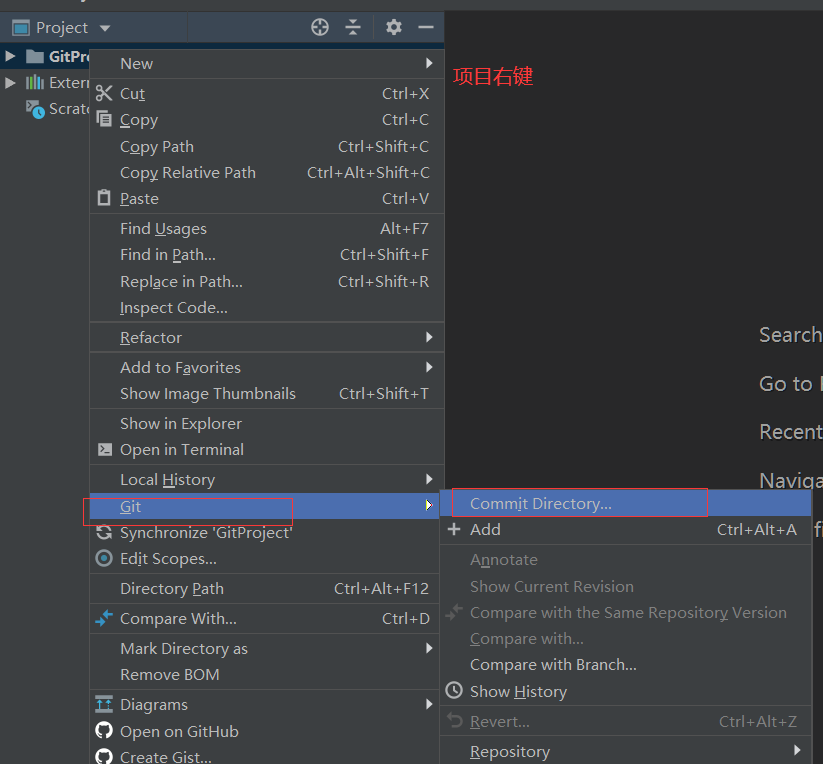 Project
GitPro
Extern
Scratc
项目右键
New
Cut Ctrl+X
Copy Ctrl+C
Copy Path Ctrl+Shift+C
Copy Relative Path Ctrl+Alt+Shift+C
Paste Ctrl+V
Find Usages Alt+F7
Find in Path... Ctrl+Shift+F
Replace in Path... Ctrl+Shift+R
Inspect Code...
Refactor
Add to Favorites
Show Image Thumbnails Ctrl+Shift+T
Show in Explorer
Open in Terminal
Local History
Git
Synchronize 'GitProject'
Edit Scopes...
Directory Path Ctrl+Alt+F12
Compare With... Ctrl+D
Mark Directory as
Remove BOM
Diagrams
Open on GitHub
Create Gist...
Search
Go to
Recent
Naviga
Commit Directory...
Add Ctrl+Alt+A
Annotate
Show Current Revision
Compare with the Same Repository Version
Compare with...
Compare with Branch...
Show History
Revert... Ctrl+Alt+Z
Repository